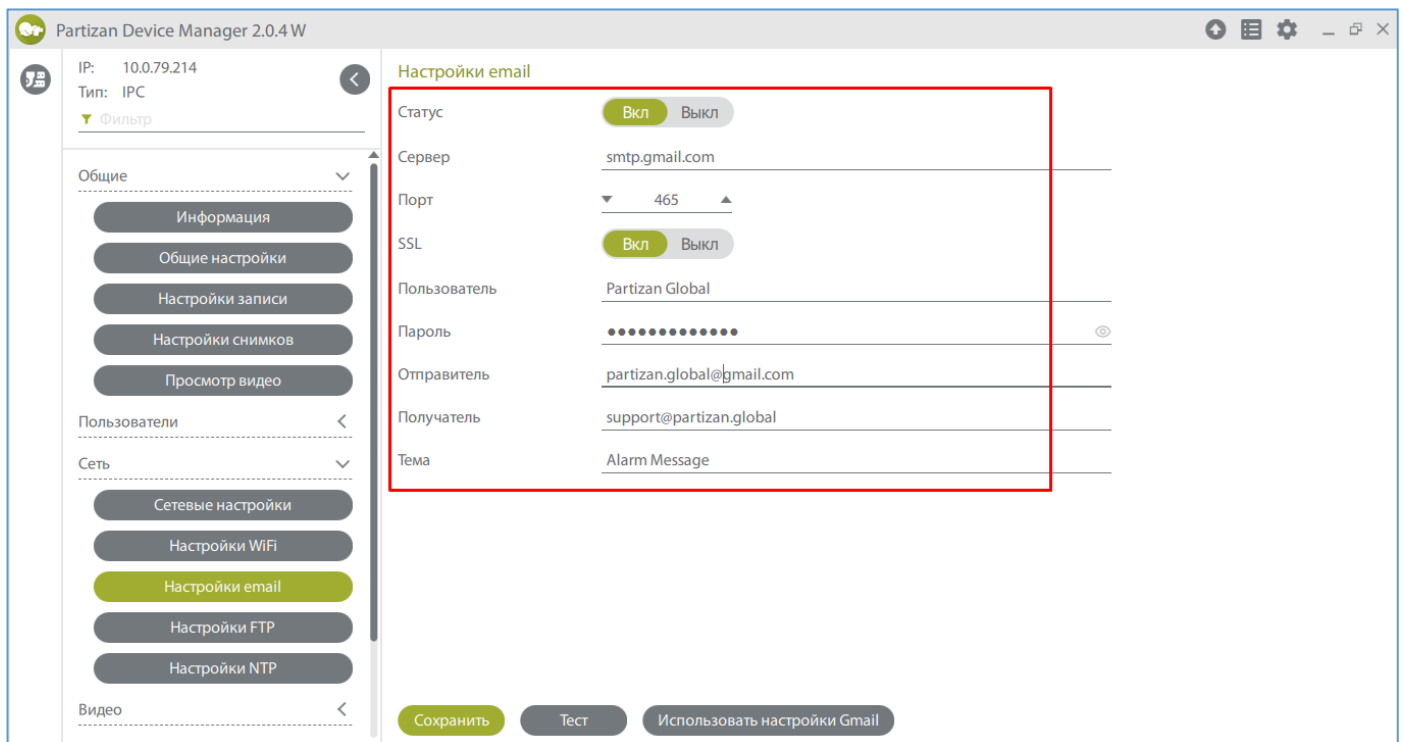 Partizan Device Manager 2.0.4 W
IP: 10.0.79.214
Тип: IPC
Фильтр
Общие
Информация
Общие настройки
Настройки записи
Настройки снимков
Просмотр видео
Пользователи
Сеть
Сетевые настройки
Настройки WiFi
Настройки email
Настройки FTP
Настройки NTP
Видео
Настройки email
Статус Вкл Выкл
Сервер smtp.gmail.com
Порт 465
SSL Вкл Выкл
Пользователь Partizan Global
Пароль •••••••••••••
Отправитель partizan.global@gmail.com
Получатель support@partizan.global
Тема Alarm Message
Сохранить Тест Использовать настройки Gmail